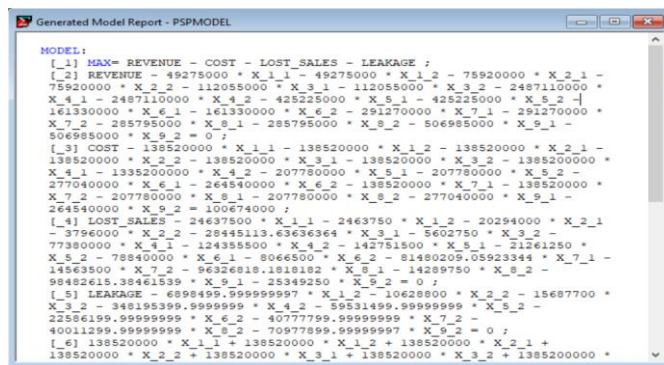 Generated Model Report - PSPMODEL
MODEL:
[_1] MAX= REVENUE - COST - LOST_SALES - LEAKAGE ;
[_2] REVENUE - 49275000 * X_1_1 - 49275000 * X_1_2 - 75920000 * X_2_1 -
75920000 * X_2_2 - 112055000 * X_3_1 - 112055000 * X_3_2 - 2487110000 *
X_4_1 - 2487110000 * X_4_2 - 425225000 * X_5_1 - 425225000 * X_5_2 -
161330000 * X_6_1 - 161330000 * X_6_2 - 291270000 * X_7_1 - 291270000 *
X_7_2 - 285795000 * X_8_1 - 285795000 * X_8_2 - 506985000 * X_9_1 -
506985000 * X_9_2 = 0 ;
[_3] COST - 138520000 * X_1_1 - 138520000 * X_1_2 - 138520000 * X_2_1 -
138520000 * X_2_2 - 138520000 * X_3_1 - 138520000 * X_3_2 - 1385200000 *
X_4_1 - 1335200000 * X_4_2 - 207780000 * X_5_1 - 207780000 * X_5_2 -
277040000 * X_6_1 - 264540000 * X_6_2 - 138520000 * X_7_1 - 138520000 *
X_7_2 - 207780000 * X_8_1 - 207780000 * X_8_2 - 277040000 * X_9_1 -
264540000 * X_9_2 = 100674000 ;
[_4] LOST_SALES - 24637500 * X_1_1 - 2463750 * X_1_2 - 20294000 * X_2_1
- 3796000 * X_2_2 - 28445113.63636364 * X_3_1 - 5602750 * X_3_2 -
77380000 * X_4_1 - 124355500 * X_4_2 - 142751500 * X_5_1 - 21261250 *
X_5_2 - 78840000 * X_6_1 - 8066500 * X_6_2 - 81480209.05923344 * X_7_1 -
14563500 * X_7_2 - 96326818.1818182 * X_8_1 - 14289750 * X_8_2 -
98482615.38461539 * X_9_1 - 25349250 * X_9_2 = 0 ;
[_5] LEAKAGE - 6898499.999999997 * X_1_2 - 10628800 * X_2_2 - 15687700 *
X_3_2 - 348195399.9999999 * X_4_2 - 59531499.99999999 * X_5_2 -
22586199.99999999 * X_6_2 - 40777799.99999999 * X_7_2 -
40011299.99999999 * X_8_2 - 70977899.99999997 * X_9_2 = 0 ;
[_6] 138520000 * X_1_1 + 138520000 * X_1_2 + 138520000 * X_2_1 +
138520000 * X_2_2 + 138520000 * X_3_1 + 138520000 * X_3_2 + 1385200000 *